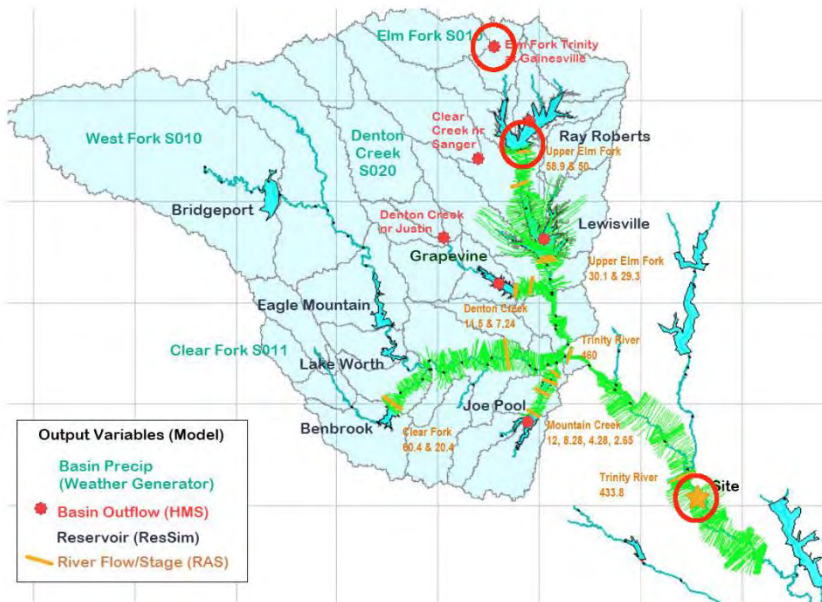 Elm Fork S010
Elm Fork Trinity
at Gainesville
West Fork S010
Denton
Creek
S020
Clear
Creek nr
Sanger
Ray Roberts
Upper Elm Fork
58.9 & 50
Bridgeport
Denton Creek
nr Justin
Lewisville
Grapevine
Upper Elm Fork
30.1 & 29.3
Eagle Mountain
Denton Creek
11.5 & 7.24
Clear Fork S011
Lake Worth
Trinity River
460
Joe Pool
Benbrook
Clear Fork
60.4 & 20.4
Mountain Creek
12, 8.28, 4.28, 2.65
Trinity River
433.8
Site
Output Variables (Model)
Basin Precip
(Weather Generator)
Basin Outflow (HMS)
Reservoir (ResSim)
River Flow/Stage (RAS)